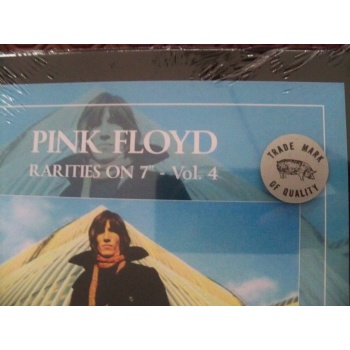 PINK FLOYD
RARITIES ON 7" - Vol. 4
TRADE MARK
OF QUALITY